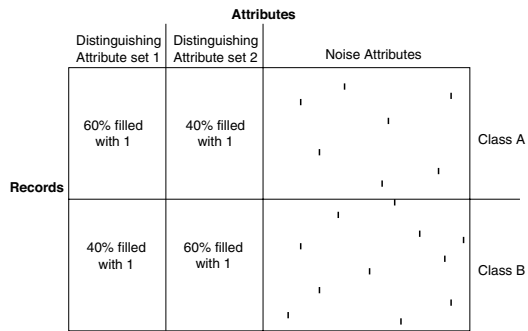 Attributes
Distinguishing
Attribute set 1
Distinguishing
Attribute set 2
Noise Attributes
60% filled
with 1
40% filled
with 1
Class A
Records
40% filled
with 1
60% filled
with 1
Class B